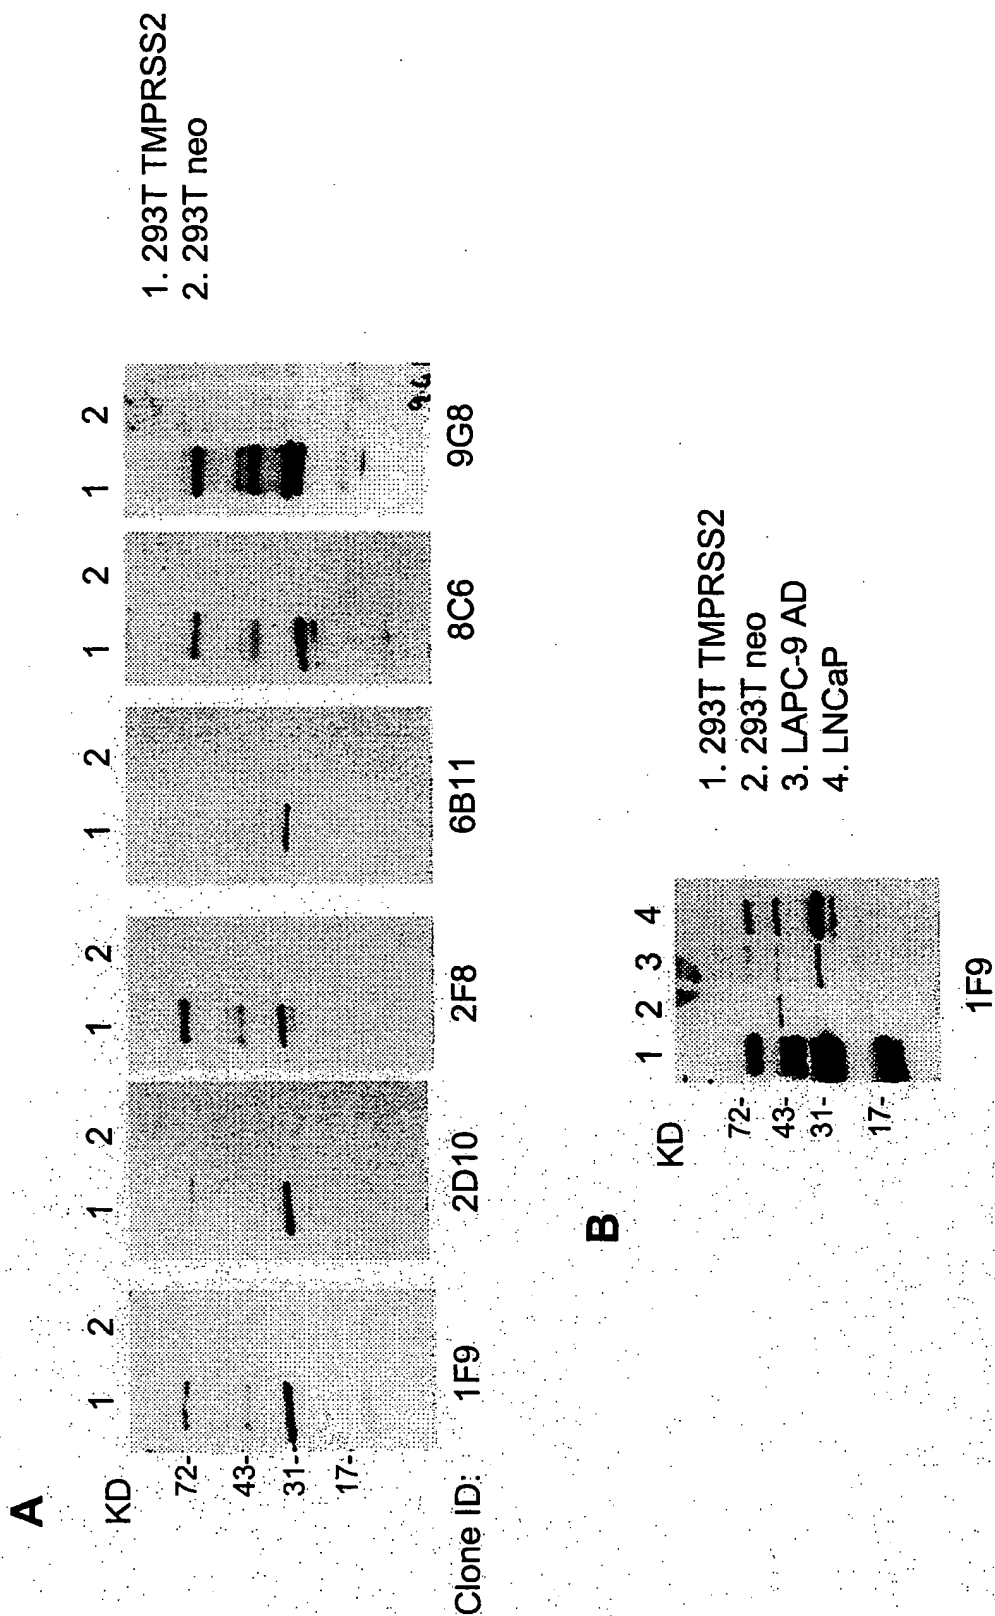 A
1. 293T TMPRSS2
2. 293T neo
KD 1 2 1 2 1 2 1 2 1 2 1 2
72-
43-
31-
17-
Clone ID: 1F9 2D10 2F8 6B11 8C6 9G8
B
KD 1 2 3 4
72-
43-
31-
17-
1F9
1. 293T TMPRSS2
2. 293T neo
3. LAPC-9 AD
4. LNCaP